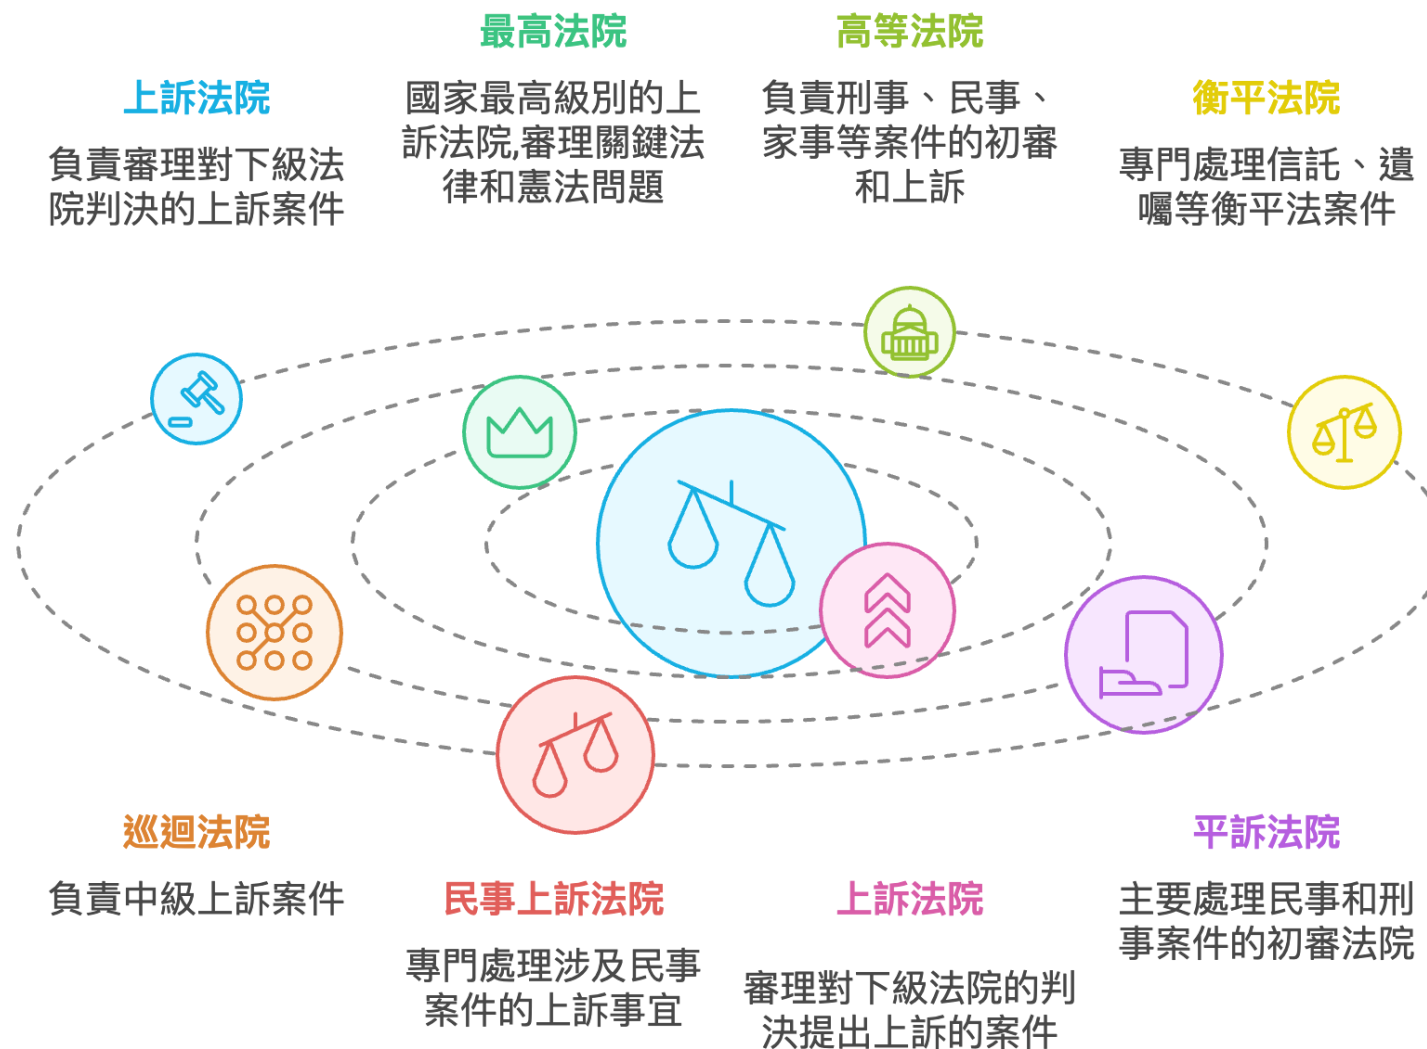 上訴法院
負責審理對下級法
院判決的上訴案件
最高法院
國家最高級別的上
訴法院,審理關鍵法
律和憲法問題
高等法院
負責刑事、民事、
家事等案件的初審
和上訴
衡平法院
專門處理信託、遺
囑等衡平法案件
巡迴法院
負責中級上訴案件
民事上訴法院
專門處理涉及民事
案件的上訴事宜
上訴法院
審理對下級法院的判
決提出上訴的案件
平訴法院
主要處理民事和刑
事案件的初審法院